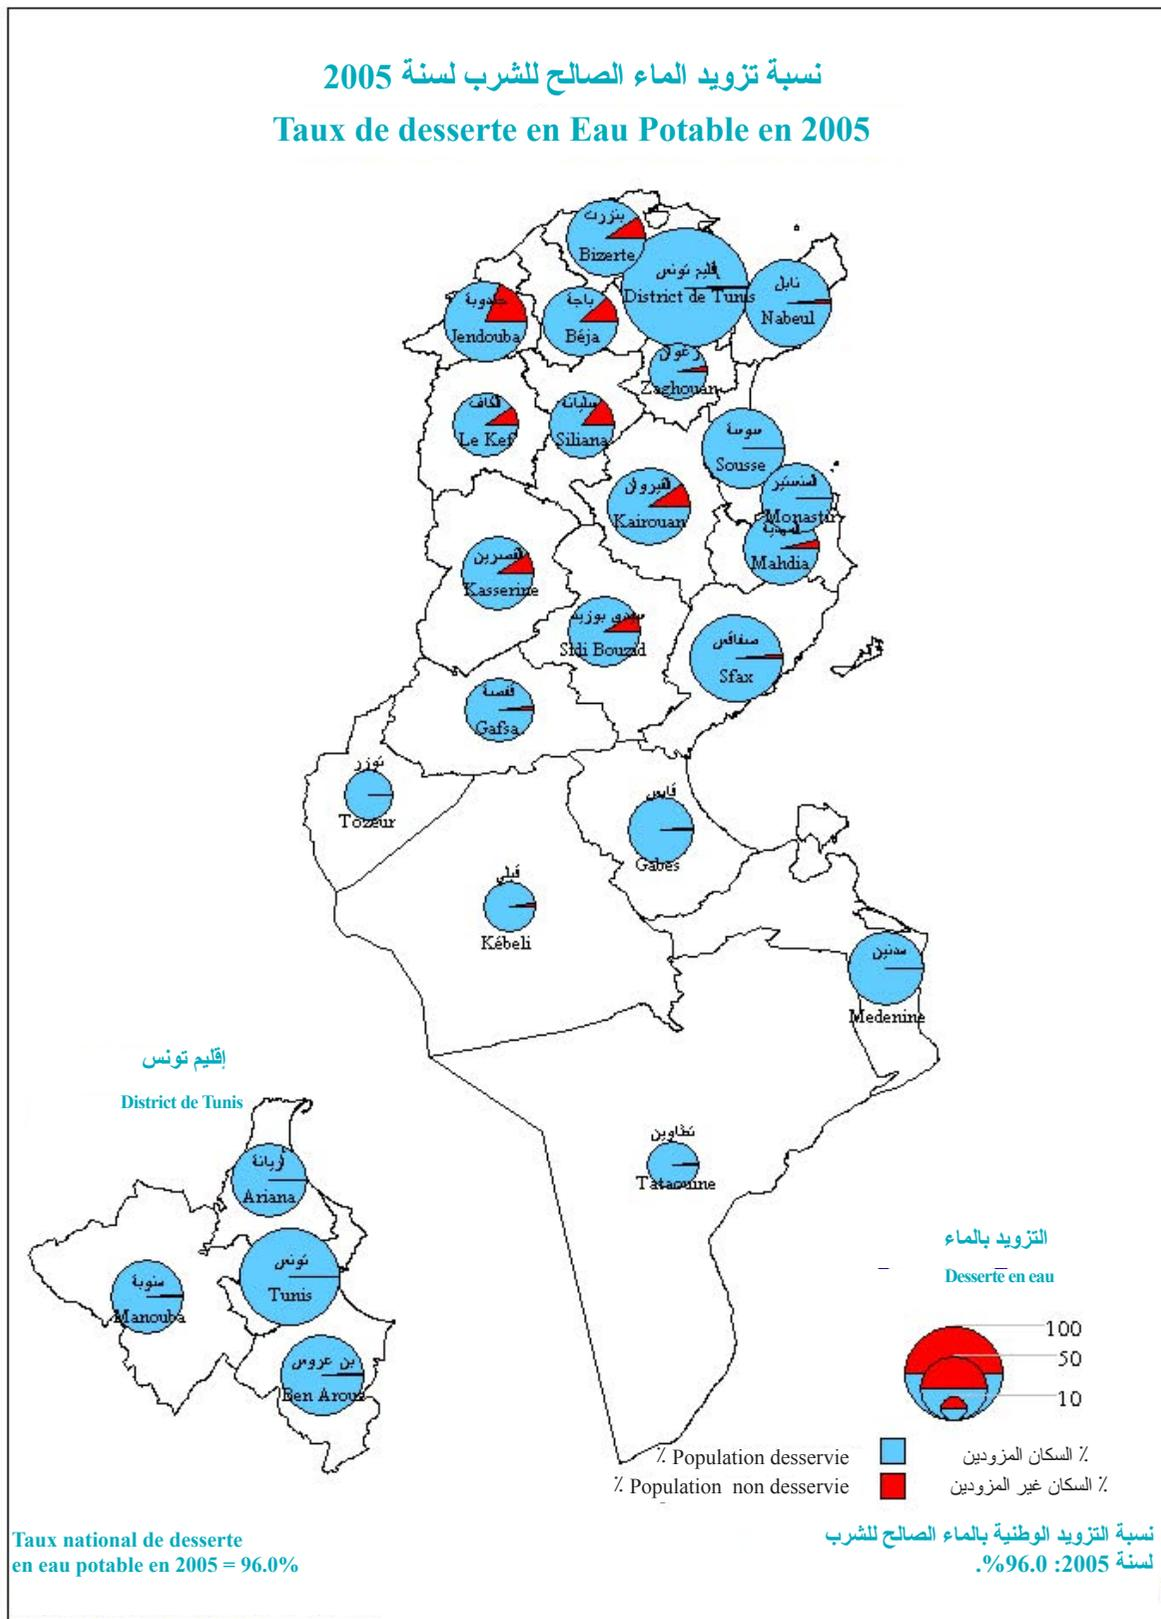 نسبة تزويد الماء الصالح للشرب لسنة 2005
Taux de desserte en Eau Potable en 2005
بنزرت
Bizerte
إقليم تونس
District de Tunis
نابل
Nabeul
جندوبة
Jendouba
باجة
Béja
زغوان
Zaghouan
الكاف
Le Kef
سليانة
Siliana
سوسة
Sousse
القيروان
Kairouan
المنستير
Monastir
المهدية
Mahdia
القصرين
Kasserine
سيدي بوزيد
Sidi Bouzid
صفاقس
Sfax
قفصة
Gafsa
توزر
Tozeur
قابس
Gabès
قبلي
Kébeli
مدنين
Medenine
تطاوين
Tataouine
إقليم تونس
District de Tunis
أريانة
Ariana
تونس
Tunis
منوبة
Manouba
بن عروس
Ben Arous
التزويد بالماء
Desserte en eau
100
50
10
٪ Population desservie
٪ السكان المزودين
٪ Population non desservie
٪ السكان غير المزودين
Taux national de desserte
en eau potable en 2005 = 96.0%
نسبة التزويد الوطنية بالماء الصالح للشرب
لسنة 2005: 96.0%.